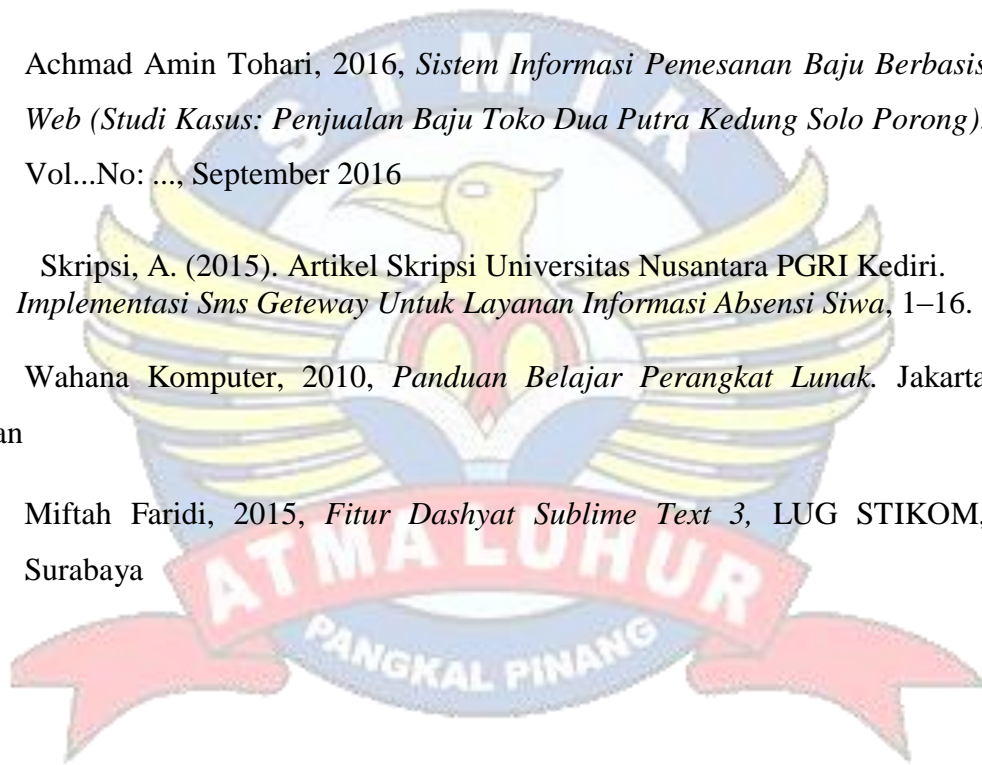 STMIK
Achmad Amin Tohari, 2016, Sistem Informasi Pemesanan Baju Berbasis
Web (Studi Kasus: Penjualan Baju Toko Dua Putra Kedung Solo Porong).
Vol...No: ..., September 2016
Skripsi, A. (2015). Artikel Skripsi Universitas Nusantara PGRI Kediri.
Implementasi Sms Geteway Untuk Layanan Informasi Absensi Siwa, 1–16.
Wahana Komputer, 2010, Panduan Belajar Perangkat Lunak. Jakarta
an
Miftah Faridi, 2015, Fitur Dashyat Sublime Text 3, LUG STIKOM,
Surabaya
ATMA LUHUR
PANGKAL PINANG